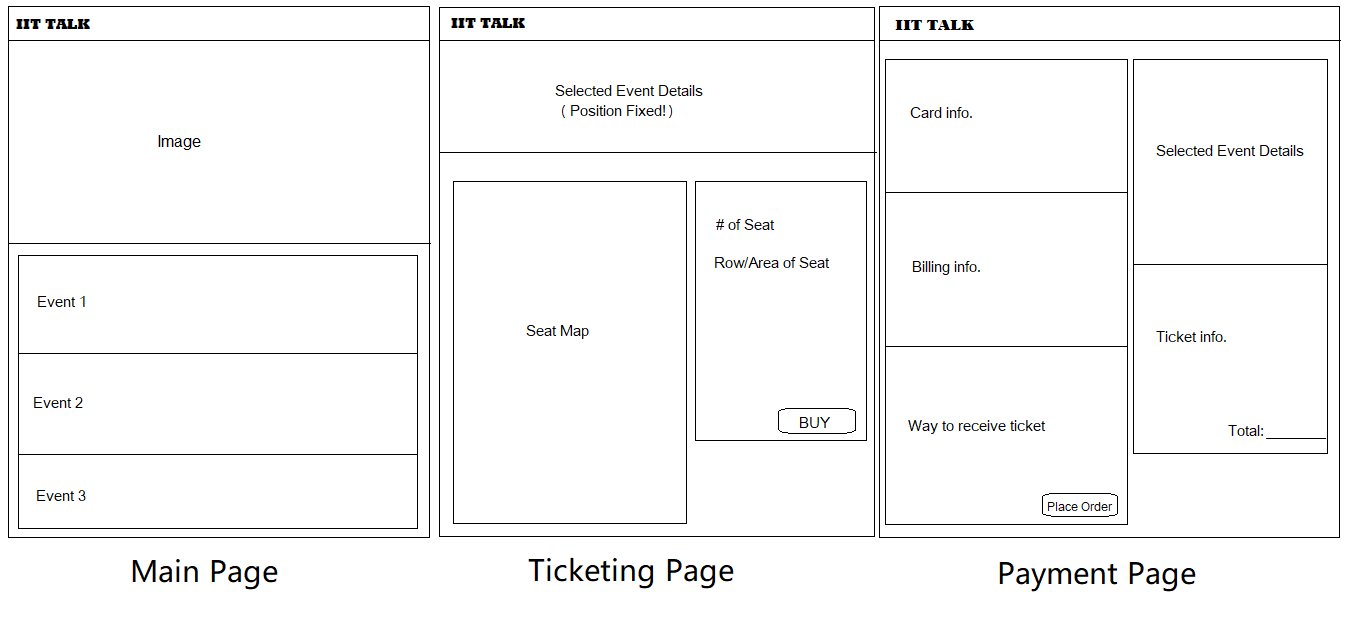 IIT TALK
Image
Event 1
Event 2
Event 3
Main Page
IIT TALK
Selected Event Details
( Position Fixed! )
Seat Map
# of Seat
Row/Area of Seat
BUY
Ticketing Page
IIT TALK
Card info.
Billing info.
Way to receive ticket
Place Order
Selected Event Details
Ticket info.
Total:________
Payment Page